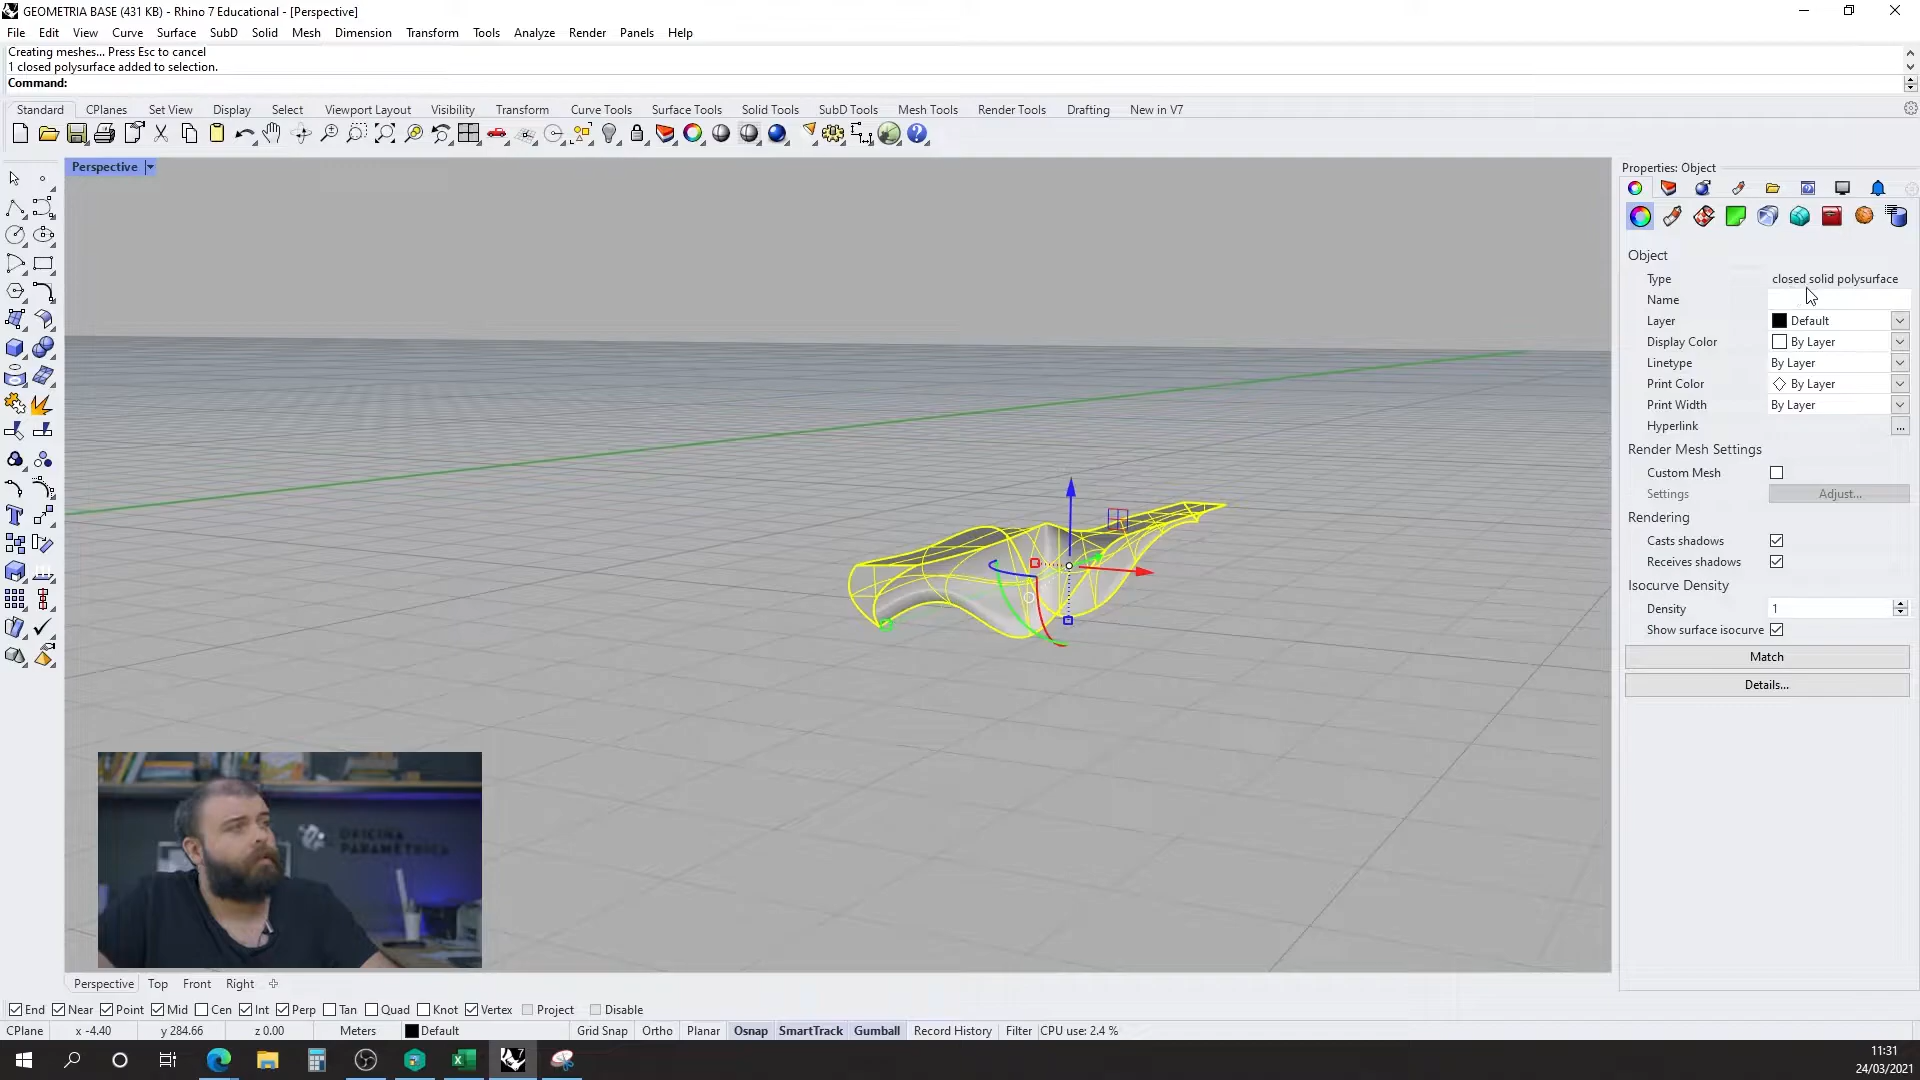 GEOMETRIA BASE (431 KB) - Rhino 7 Educational - [Perspective]
File Edit View Curve Surface SubD Solid Mesh Dimension Transform Tools Analyze Render Panels Help
Creating meshes... Press Esc to cancel
1 closed polysurface added to selection.
Command:
Standard CPlanes Set View Display Select Viewport Layout Visibility Transform Curve Tools Surface Tools Solid Tools SubD Tools Mesh Tools Render Tools Drafting New in V7
Perspective
Properties: Object
Object
Type closed solid polysurface
Name
Layer Default
Display Color By Layer
Linetype By Layer
Print Color By Layer
Print Width By Layer
Hyperlink ...
Render Mesh Settings
Custom Mesh
Settings Adjust...
Rendering
Casts shadows
Receives shadows
Isocurve Density
Density 1
Show surface isocurve
Match
Details...
OFICINA
PARAMÉTRICA
Perspective Top Front Right
End Near Point Mid Cen Int Perp Tan Quad Knot Vertex Project Disable
CPlane x -4.40 y 284.66 z 0.00 Meters Default Grid Snap Ortho Planar Osnap SmartTrack Gumball Record History Filter CPU use: 2.4 %
11:31
24/03/2021